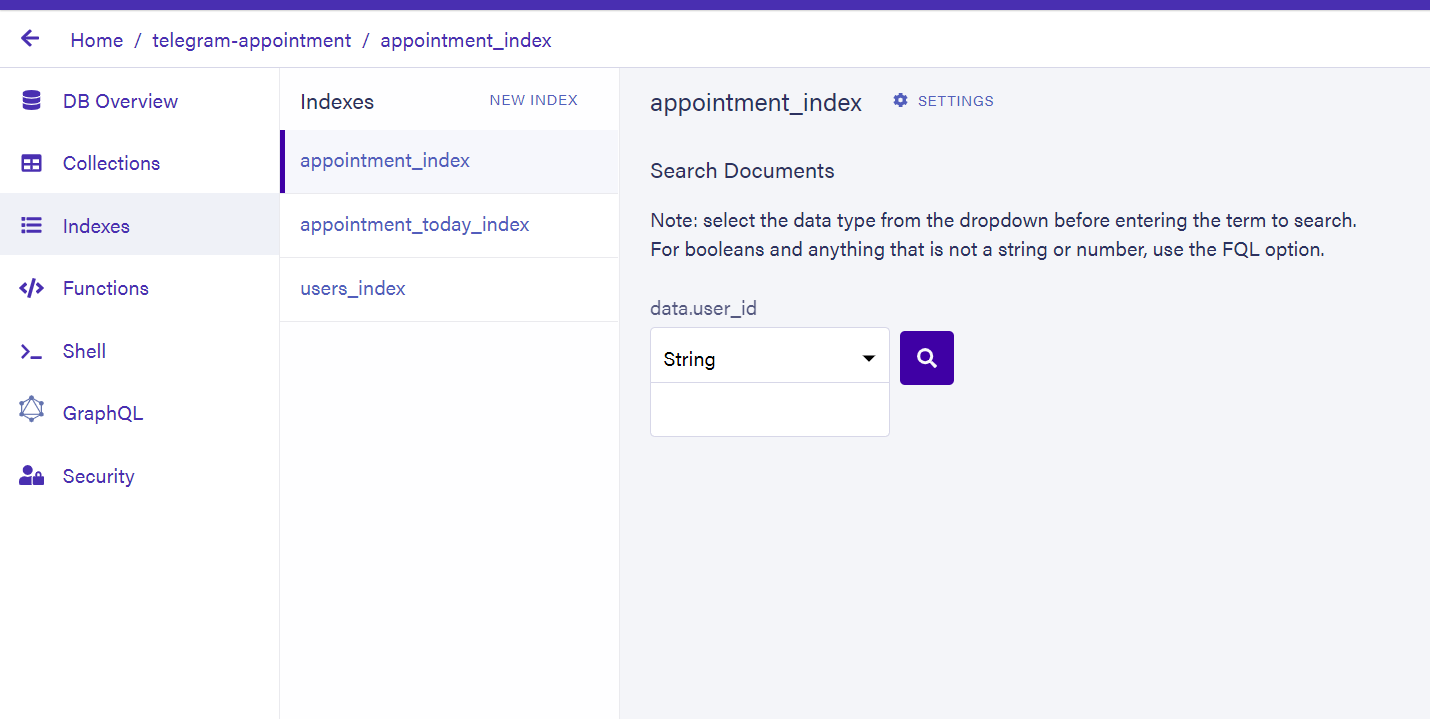 Home / telegram-appointment / appointment_index
DB Overview
Collections
Indexes
Functions
Shell
GraphQL
Security
Indexes
NEW INDEX
appointment_index
appointment_today_index
users_index
appointment_index
SETTINGS
Search Documents
Note: select the data type from the dropdown before entering the term to search.
For booleans and anything that is not a string or number, use the FQL option.
data.user_id
String